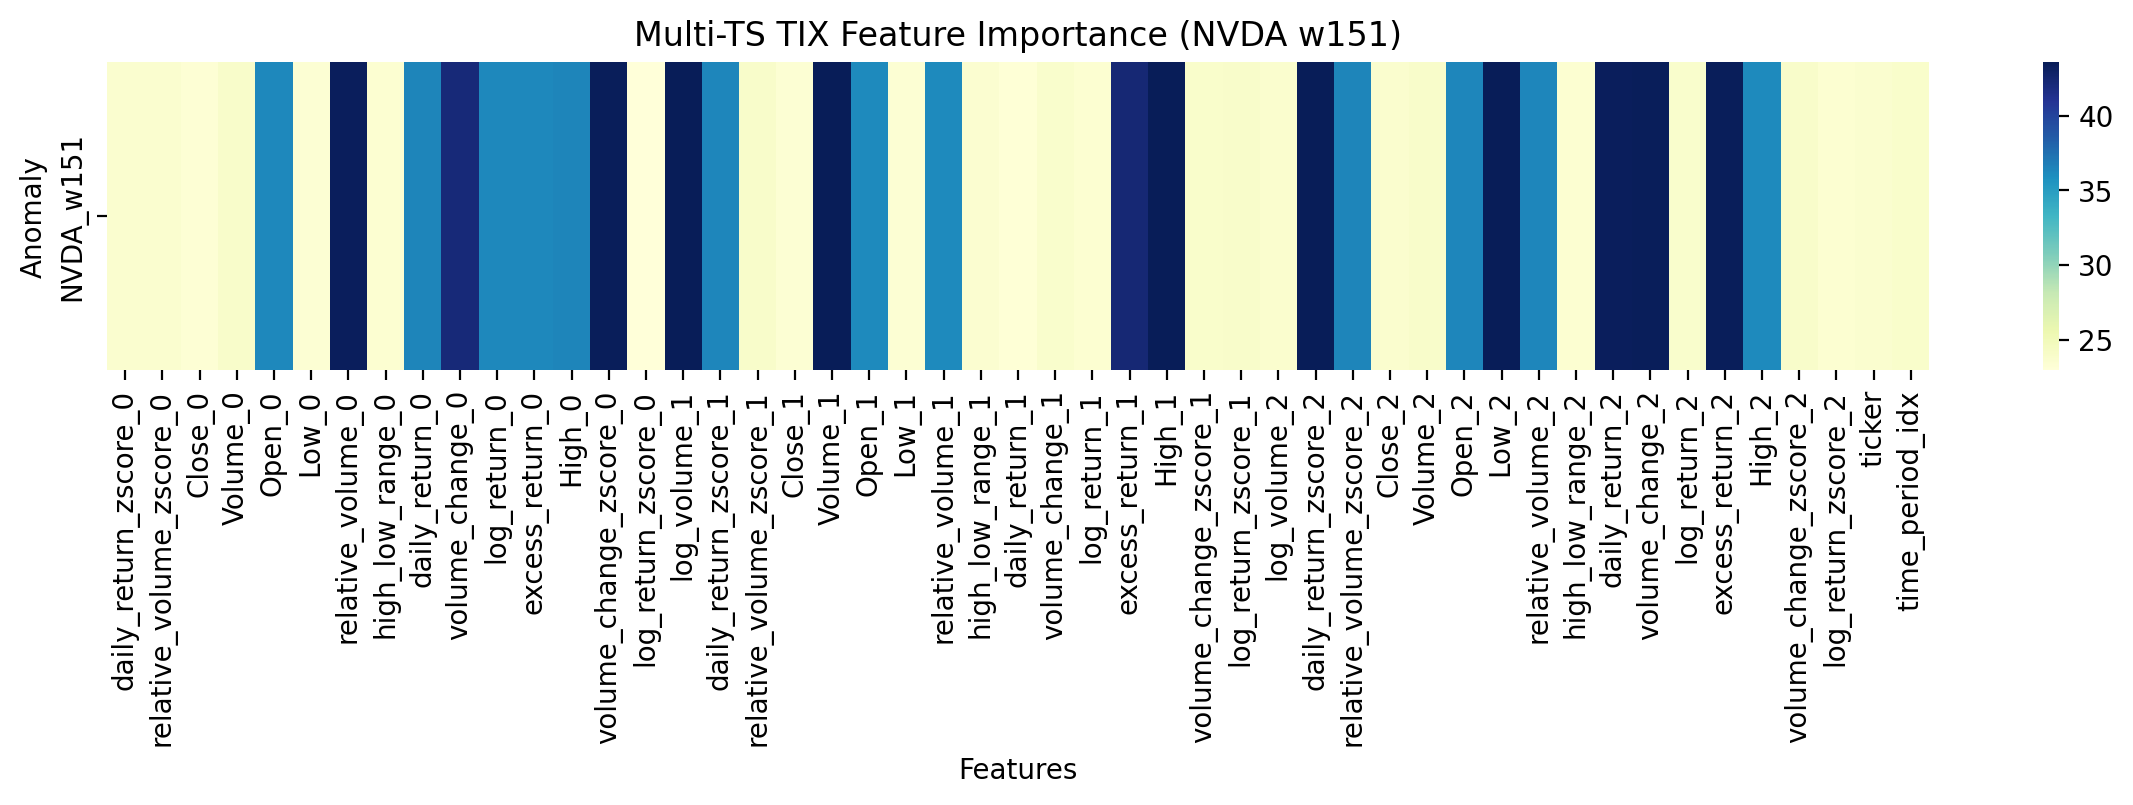 Multi-TS TIX Feature Importance (NVDA w151)
Anomaly
NVDA_w151
40
35
30
25
daily_return_zscore_0
relative_volume_zscore_0
Close_0
Volume_0
Open_0
Low_0
relative_volume_0
high_low_range_0
daily_return_0
volume_change_0
log_return_0
excess_return_0
High_0
volume_change_zscore_0
log_return_zscore_0
log_volume_1
daily_return_zscore_1
relative_volume_zscore_1
Close_1
Volume_1
Open_1
Low_1
relative_volume_1
high_low_range_1
daily_return_1
volume_change_1
log_return_1
excess_return_1
High_1
volume_change_zscore_1
log_return_zscore_1
log_volume_2
daily_return_zscore_2
relative_volume_zscore_2
Close_2
Volume_2
Open_2
Low_2
relative_volume_2
high_low_range_2
daily_return_2
volume_change_2
log_return_2
excess_return_2
High_2
volume_change_zscore_2
log_return_zscore_2
ticker
time_period_idx
Features